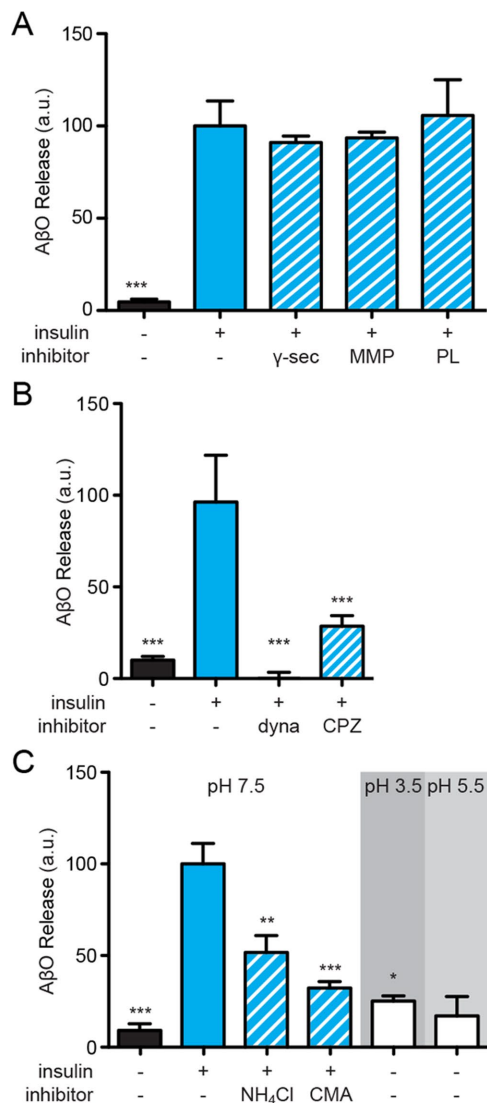 A
AβO Release (a.u.)
150
100
50
0
***
insulin - + + + +
inhibitor - - γ-sec MMP PL
B
AβO Release (a.u.)
150
100
50
0
*** *** ***
insulin - + + +
inhibitor - - dyna CPZ
C
AβO Release (a.u.)
150
100
50
0
pH 7.5 pH 3.5 pH 5.5
*** ** *** *
insulin - + + + - -
inhibitor - - NH₄Cl CMA - -